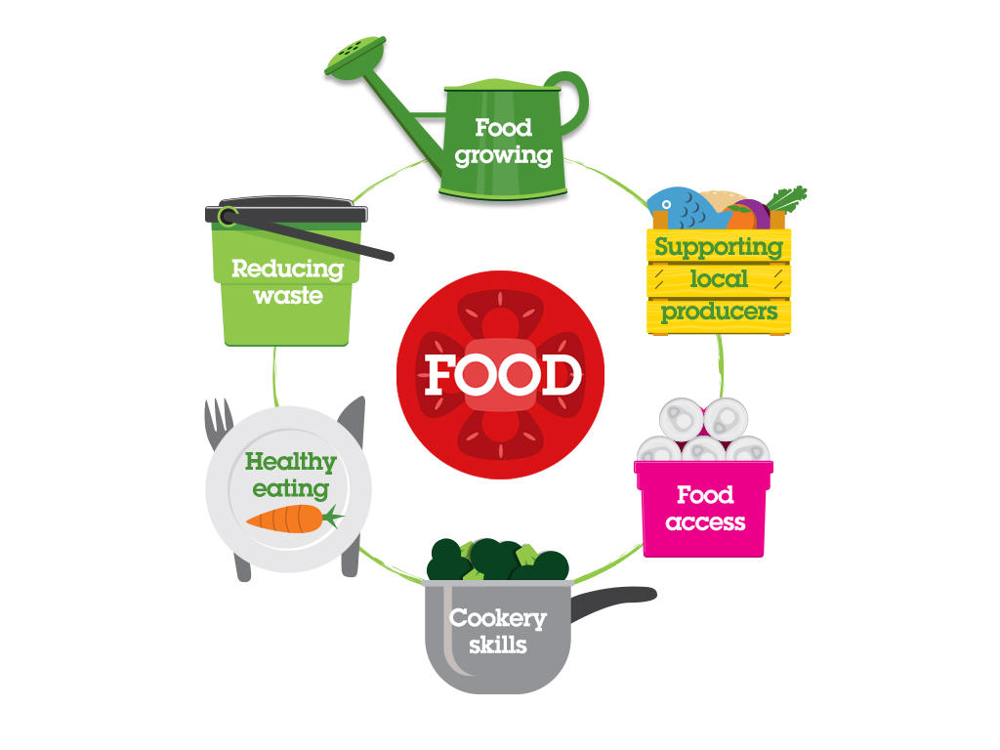 Food
growing
Supporting
local
producers
Reducing
waste
FOOD
Healthy
eating
Food
access
Cookery
skills